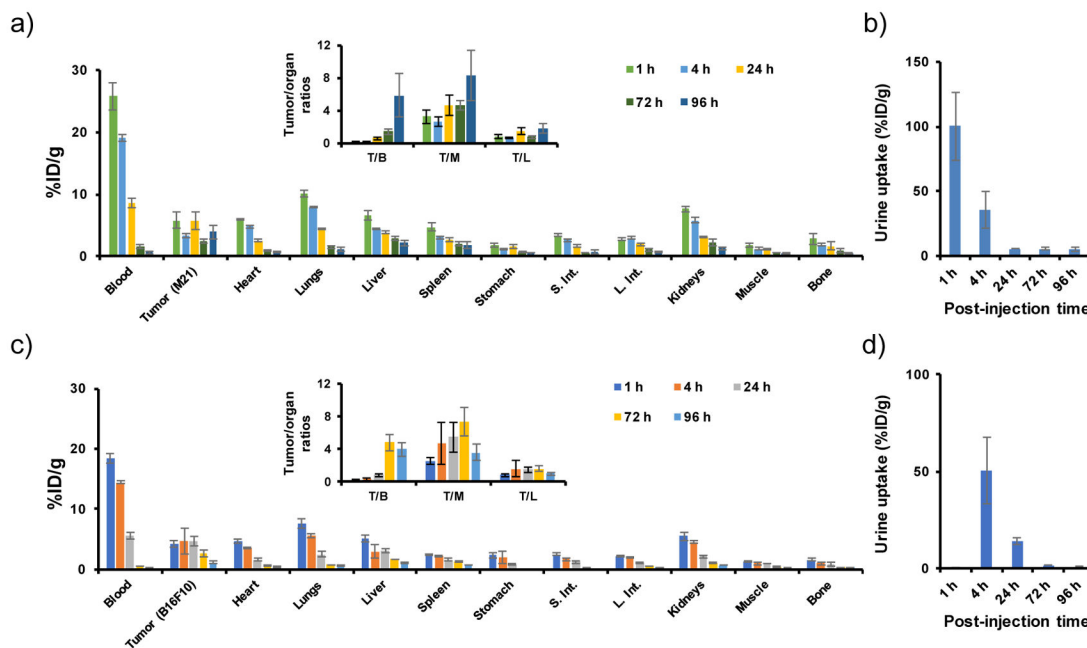 a)
b)
30
20
10
0
%ID/g
12
8
4
0
Tumor/organ
ratios
T/B
T/M
T/L
1 h
4 h
24 h
72 h
96 h
Blood
Tumor (M21)
Heart
Lungs
Liver
Spleen
Stomach
S. Int.
L. Int.
Kidneys
Muscle
Bone
150
100
50
0
Urine uptake (%ID/g)
1 h
4 h
24 h
72 h
96 h
Post-injection time
c)
d)
30
20
10
0
%ID/g
12
8
4
0
Tumor/organ
ratios
T/B
T/M
T/L
1 h
4 h
24 h
72 h
96 h
Blood
Tumor (B16F10)
Heart
Lungs
Liver
Spleen
Stomach
S. Int.
L. Int.
Kidneys
Muscle
Bone
100
50
0
Urine uptake (%ID/g)
1 h
4 h
24 h
72 h
96 h
Post-injection time